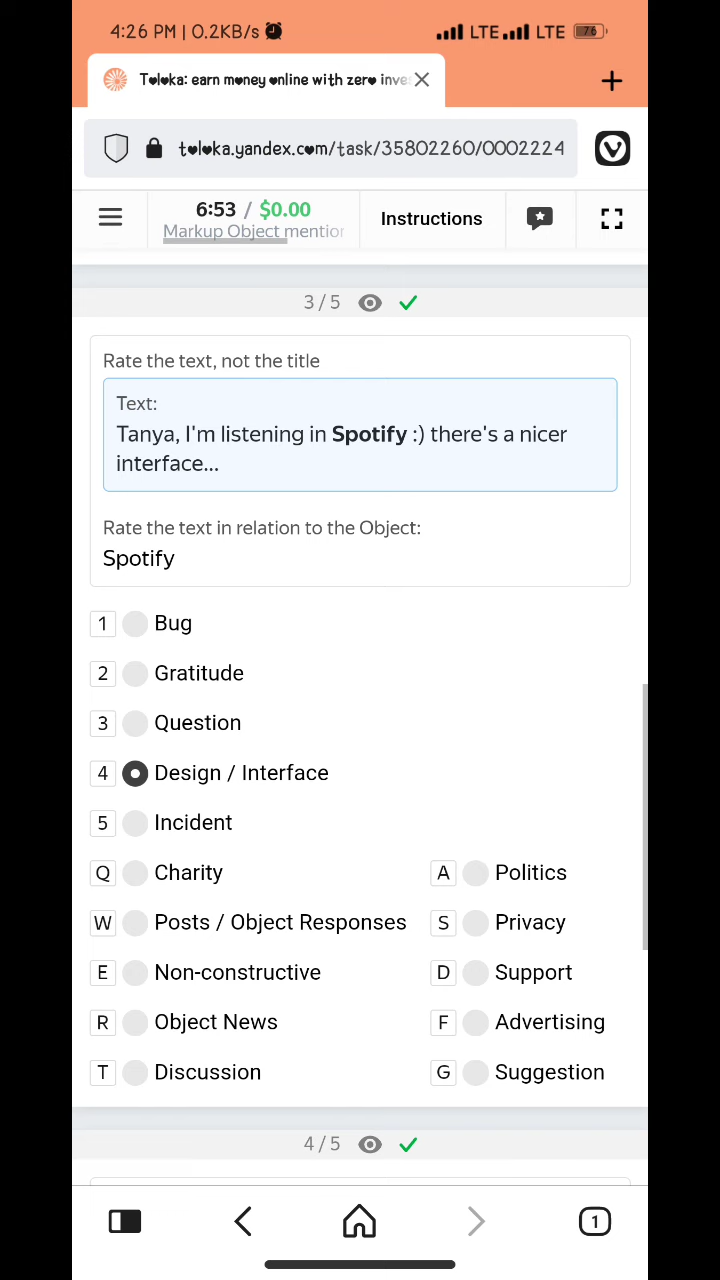 4:26 PM | 0.2KB/s
LTE LTE 76
Toloka: earn money online with zero inve
toloka.yandex.com/task/35802260/0002224
6:53 / $0.00
Markup Object mention
Instructions
3 / 5
Rate the text, not the title
Text:
Tanya, I'm listening in Spotify :) there's a nicer
interface...
Rate the text in relation to the Object:
Spotify
1 Bug
2 Gratitude
3 Question
4 Design / Interface
5 Incident
Q Charity
A Politics
W Posts / Object Responses
S Privacy
E Non-constructive
D Support
R Object News
F Advertising
T Discussion
G Suggestion
4 / 5
1